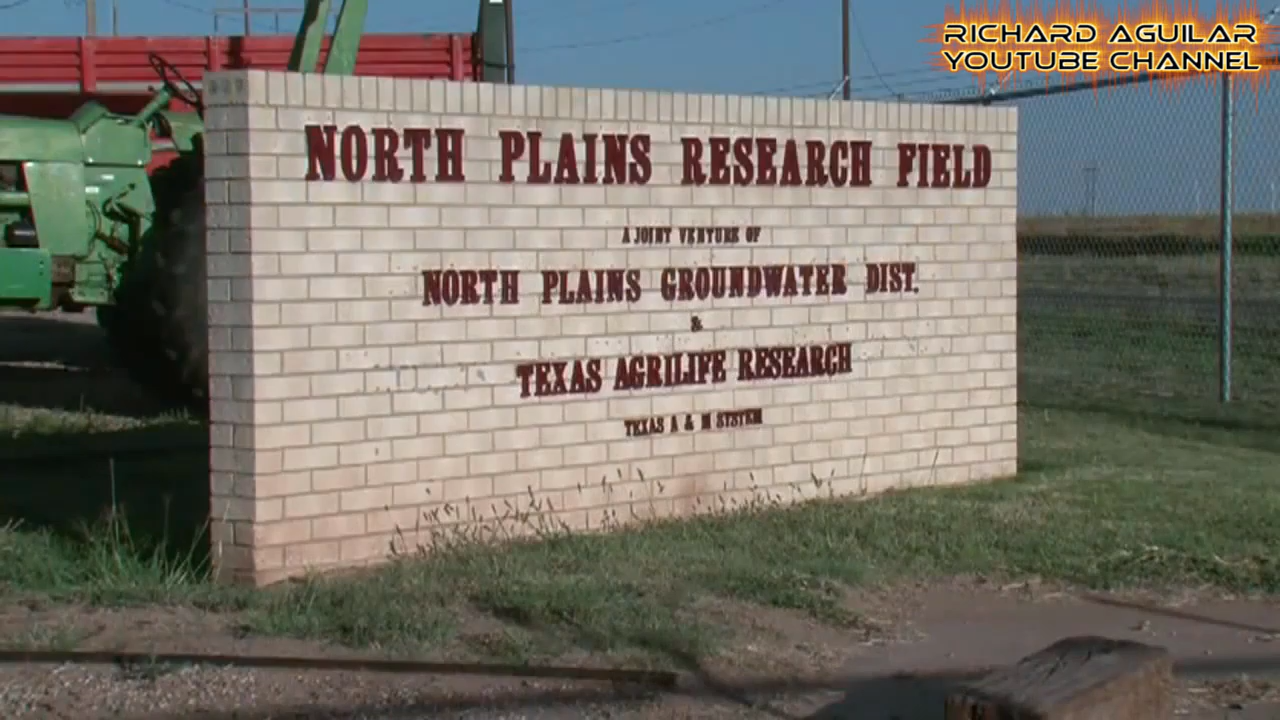 RICHARD AGUILAR
YOUTUBE CHANNEL
NORTH PLAINS RESEARCH FIELD
A JOINT VENTURE OF
NORTH PLAINS GROUNDWATER DIST.
&
TEXAS AGRILIFE RESEARCH
TEXAS A & M SYSTEM